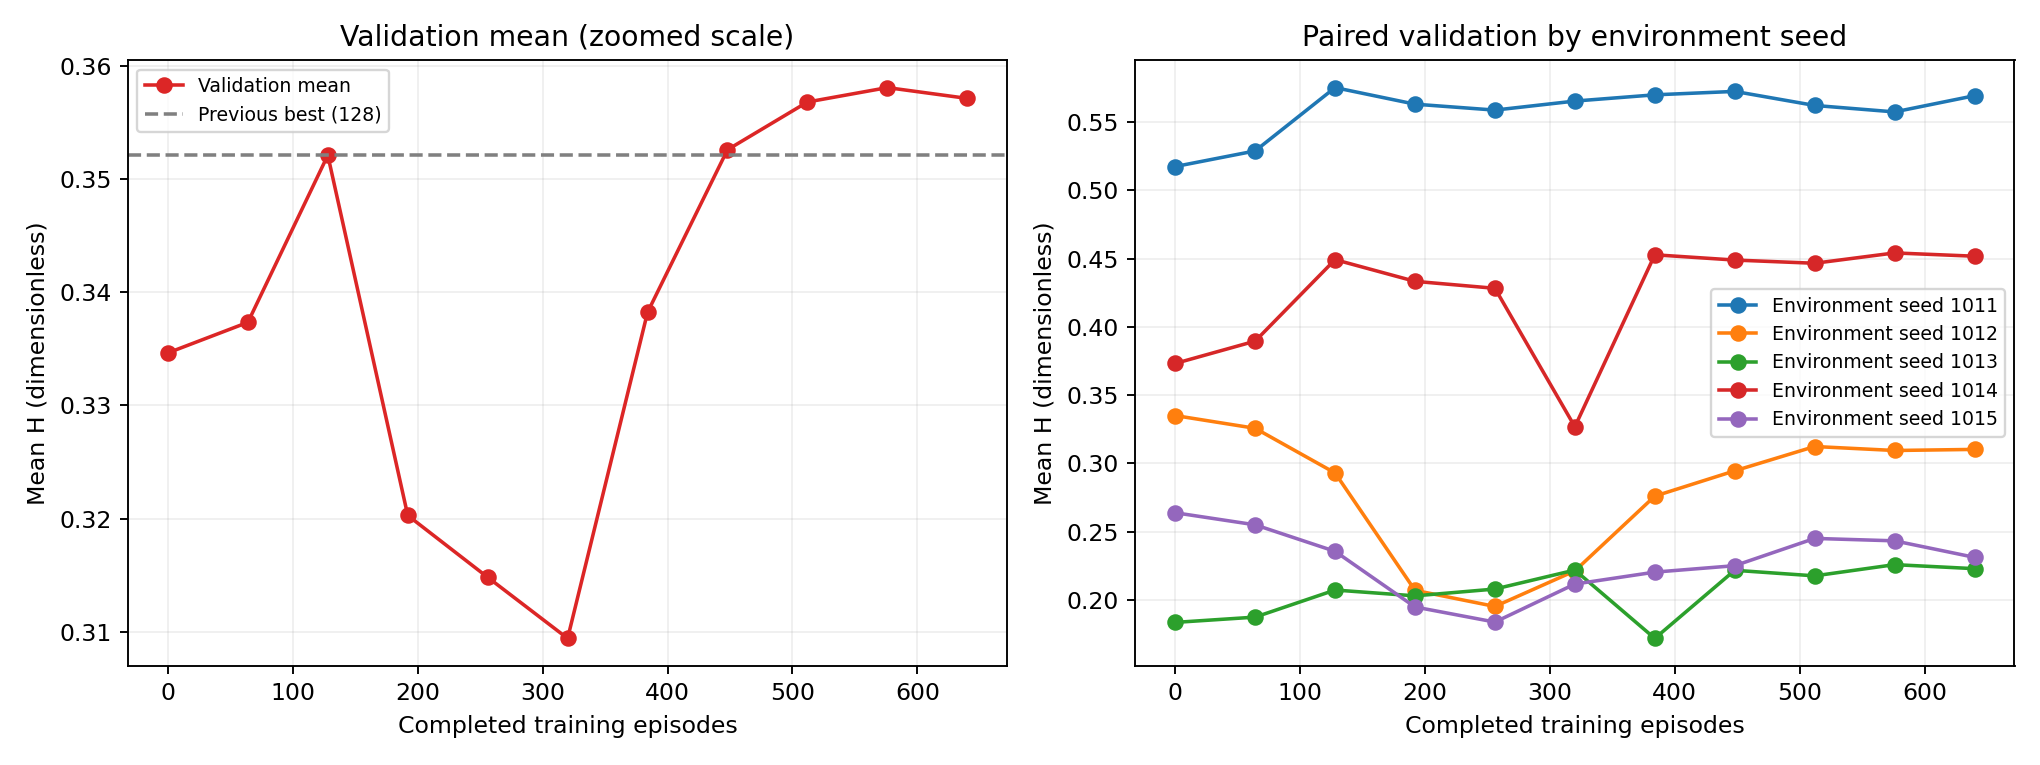 Validation mean (zoomed scale)
Validation mean
Previous best (128)
0.36
0.35
0.34
0.33
0.32
0.31
Mean H (dimensionless)
0 100 200 300 400 500 600
Completed training episodes
Paired validation by environment seed
0.55
0.50
0.45
0.40
0.35
0.30
0.25
0.20
Mean H (dimensionless)
Environment seed 1011
Environment seed 1012
Environment seed 1013
Environment seed 1014
Environment seed 1015
0 100 200 300 400 500 600
Completed training episodes